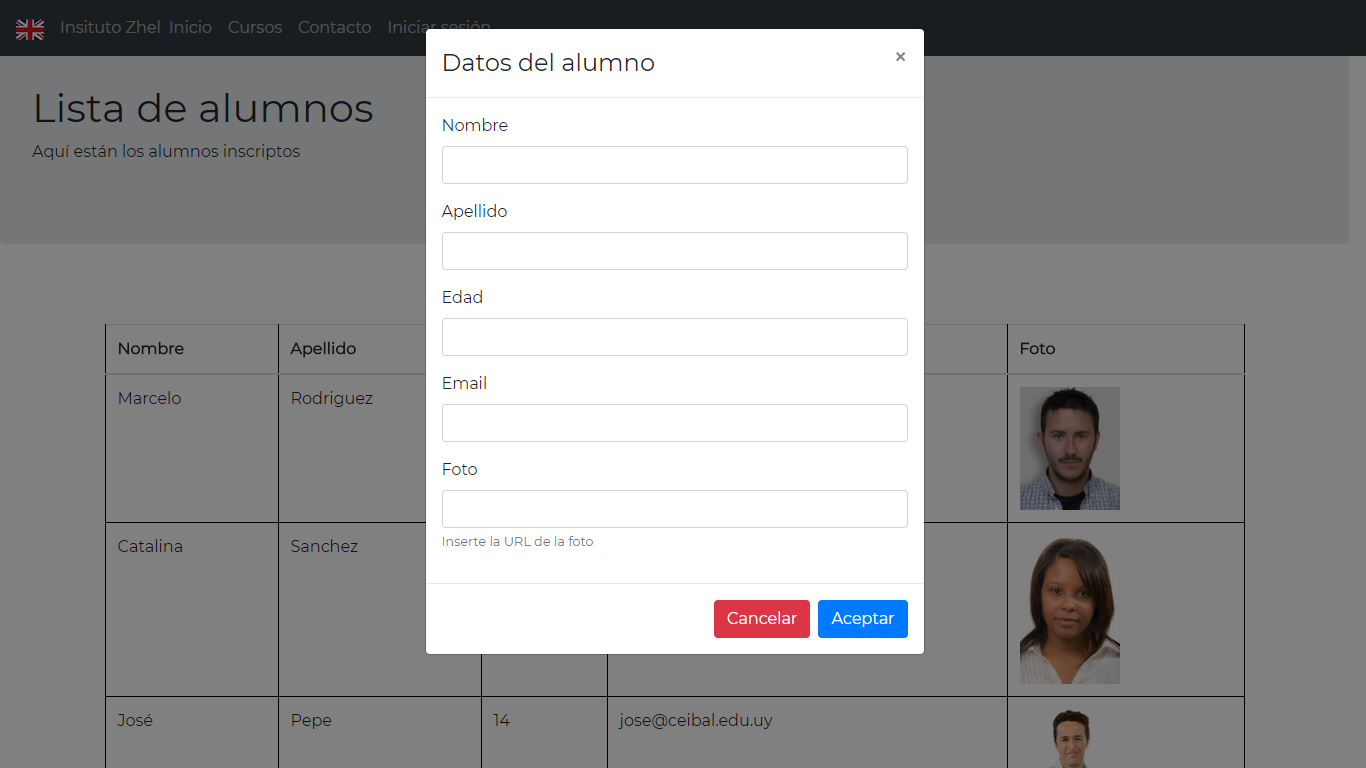 Insituto Zhel Inicio Cursos Contacto Iniciar sesión
Lista de alumnos
Aquí están los alumnos inscriptos
Datos del alumno ×
Nombre
Apellido
Edad
Email
Foto
Inserte la URL de la foto
Cancelar Aceptar
Nombre Apellido Foto
Marcelo Rodriguez
Catalina Sanchez
José Pepe 14 jose@ceibal.edu.uy